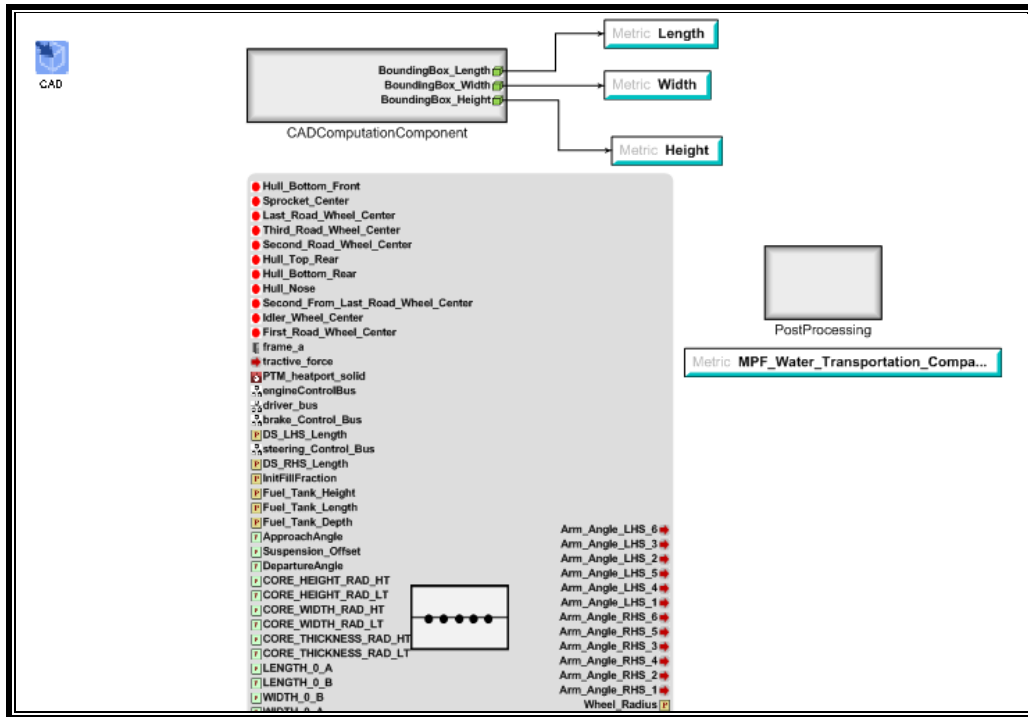 CAD
BoundingBox_Length
BoundingBox_Width
BoundingBox_Height
CADComputationComponent
Metric Length
Metric Width
Metric Height
Hull_Bottom_Front
Sprocket_Center
Last_Road_Wheel_Center
Third_Road_Wheel_Center
Second_Road_Wheel_Center
Hull_Top_Rear
Hull_Bottom_Rear
Hull_Nose
Second_From_Last_Road_Wheel_Center
Idler_Wheel_Center
First_Road_Wheel_Center
frame_a
tractive_force
PTM_heatport_solid
engineControlBus
driver_bus
brake_Control_Bus
P DS_LHS_Length
steering_Control_Bus
P DS_RHS_Length
P InitFillFraction
P Fuel_Tank_Height
P Fuel_Tank_Length
P Fuel_Tank_Depth
ApproachAngle
Suspension_Offset
DepartureAngle
CORE_HEIGHT_RAD_HT
CORE_HEIGHT_RAD_LT
CORE_WIDTH_RAD_HT
CORE_WIDTH_RAD_LT
CORE_THICKNESS_RAD_HT
CORE_THICKNESS_RAD_LT
LENGTH_0_A
LENGTH_0_B
WIDTH_0_B
WIDTH_0_A
Arm_Angle_LHS_6
Arm_Angle_LHS_3
Arm_Angle_LHS_2
Arm_Angle_LHS_5
Arm_Angle_LHS_4
Arm_Angle_LHS_1
Arm_Angle_RHS_6
Arm_Angle_RHS_5
Arm_Angle_RHS_3
Arm_Angle_RHS_4
Arm_Angle_RHS_2
Arm_Angle_RHS_1
Wheel_Radius P
PostProcessing
Metric MPF_Water_Transportation_Compa...